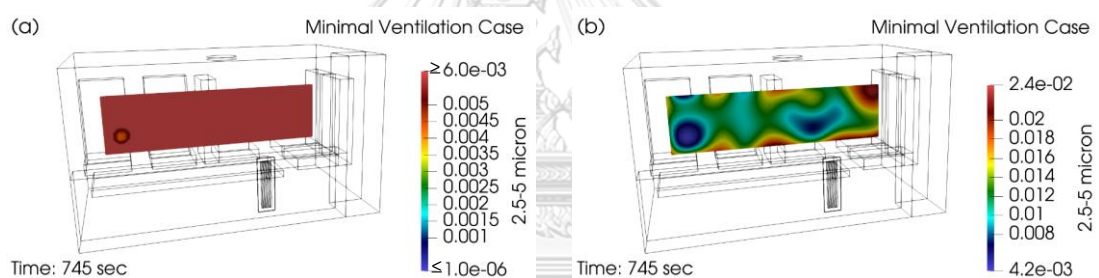 (a)
Minimal Ventilation Case
≥ 6.0e-03
0.005
0.0045
0.004
0.0035
0.003
0.0025
0.002
0.0015
0.001
≤ 1.0e-06
2.5-5 micron
Time: 745 sec
(b)
Minimal Ventilation Case
2.4e-02
0.02
0.018
0.016
0.014
0.012
0.01
0.008
4.2e-03
2.5-5 micron
Time: 745 sec